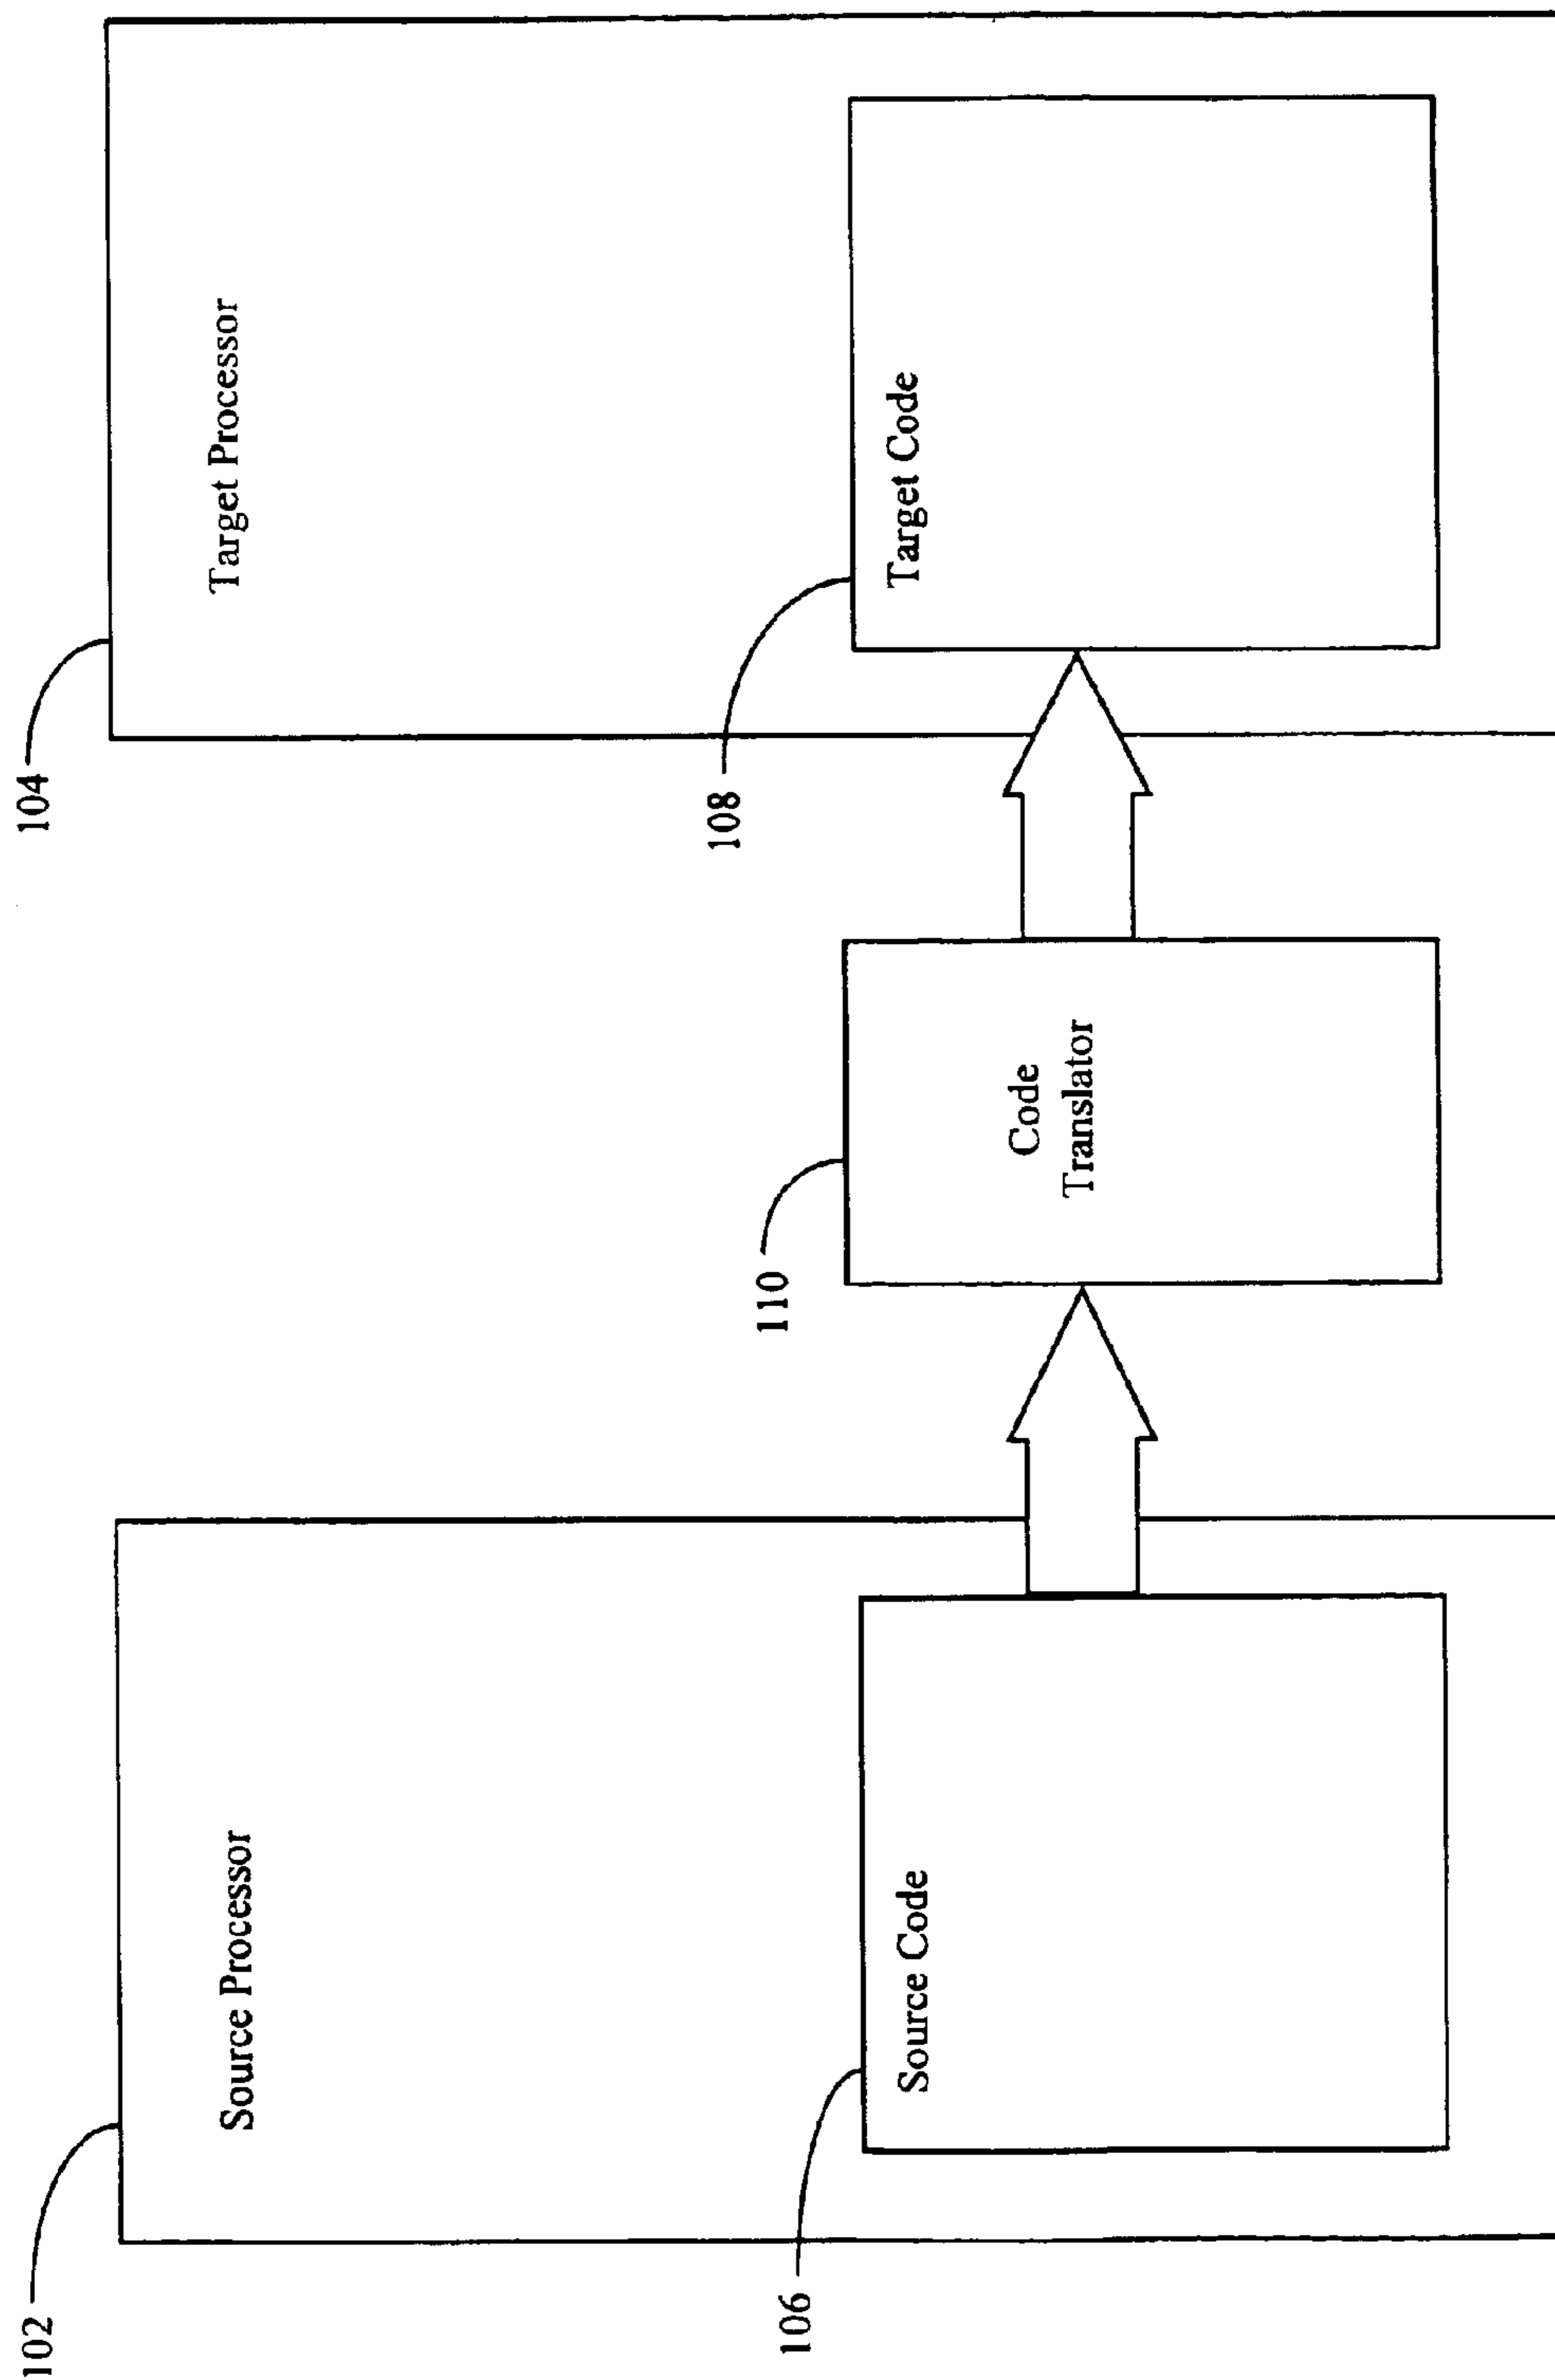 102
Source Processor
106
Source Code
110
Code
Translator
104
Target Processor
108
Target Code